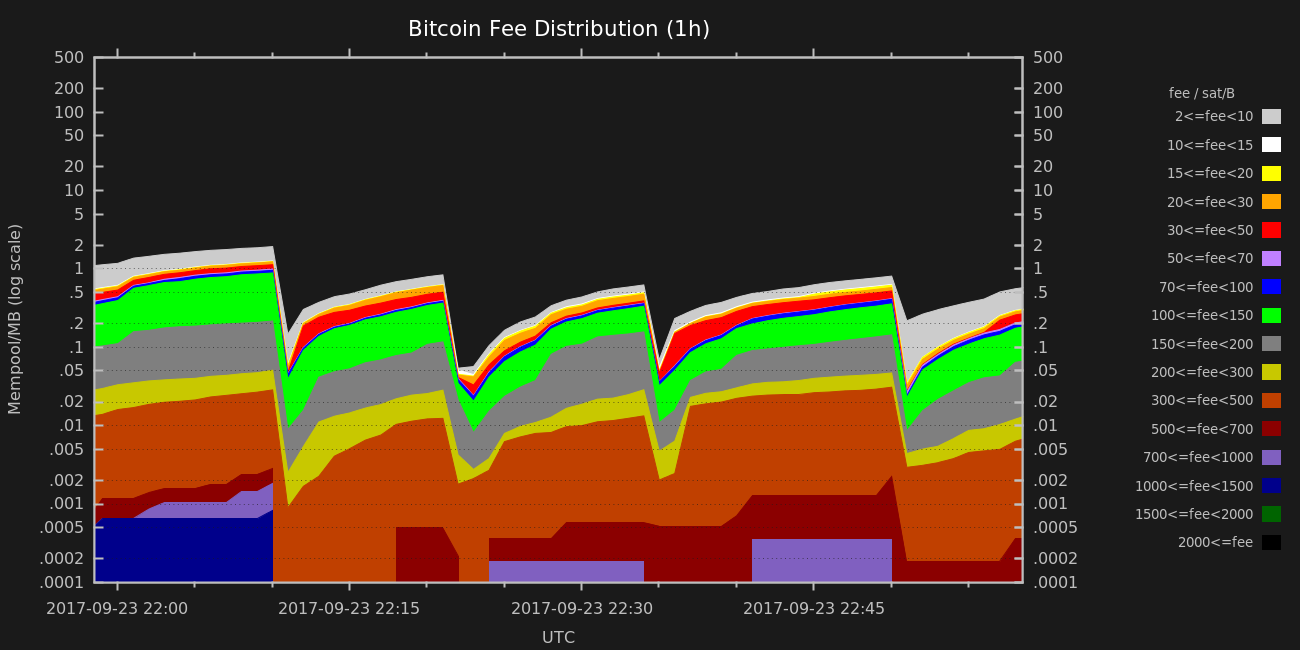 Bitcoin Fee Distribution (1h)
500 500
200 200
100 100
50 50
20 20
10 10
5 5
2 2
1 1
.5 .5
.2 .2
.1 .1
.05 .05
.02 .02
.01 .01
.005 .005
.002 .002
.001 .001
.0005 .0005
.0002 .0002
.0001 .0001
Mempool/MB (log scale)
2017-09-23 22:00 2017-09-23 22:15 2017-09-23 22:30 2017-09-23 22:45
UTC
fee / sat/B
2<=fee<10
10<=fee<15
15<=fee<20
20<=fee<30
30<=fee<50
50<=fee<70
70<=fee<100
100<=fee<150
150<=fee<200
200<=fee<300
300<=fee<500
500<=fee<700
700<=fee<1000
1000<=fee<1500
1500<=fee<2000
2000<=fee